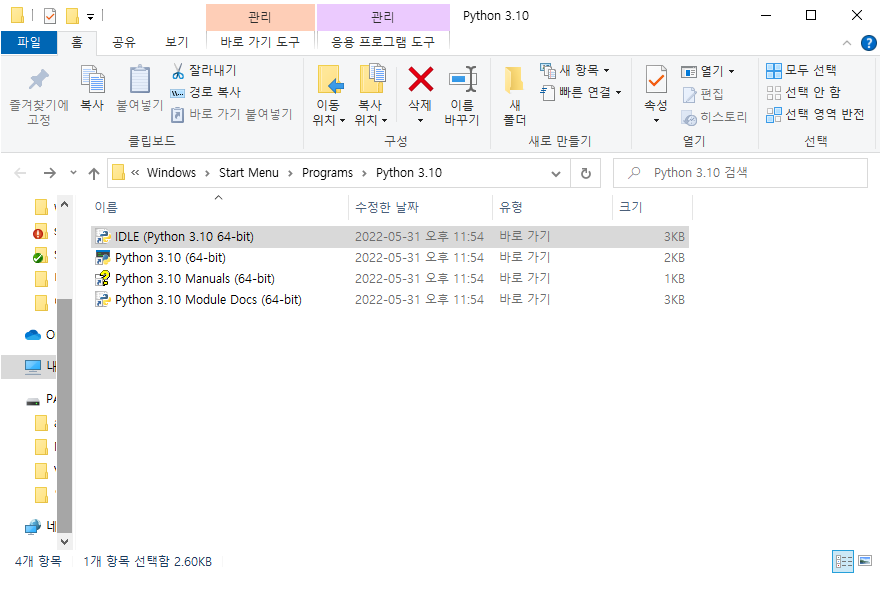 관리 관리 Python 3.10
파일 홈 공유 보기 바로 가기 도구 응용 프로그램 도구
즐겨찾기에 고정
복사
붙여넣기
잘라내기
경로 복사
바로 가기 붙여넣기
클립보드
이동 위치
복사 위치
삭제
이름 바꾸기
구성
새 폴더
새 항목
빠른 연결
새로 만들기
속성
열기
편집
히스토리
열기
모두 선택
선택 안 함
선택 영역 반전
선택
« Windows › Start Menu › Programs › Python 3.10
Python 3.10 검색
이름 수정한 날짜 유형 크기
IDLE (Python 3.10 64-bit) 2022-05-31 오후 11:54 바로 가기 3KB
Python 3.10 (64-bit) 2022-05-31 오후 11:54 바로 가기 2KB
Python 3.10 Manuals (64-bit) 2022-05-31 오후 11:54 바로 가기 1KB
Python 3.10 Module Docs (64-bit) 2022-05-31 오후 11:54 바로 가기 3KB
4개 항목 1개 항목 선택함 2.60KB